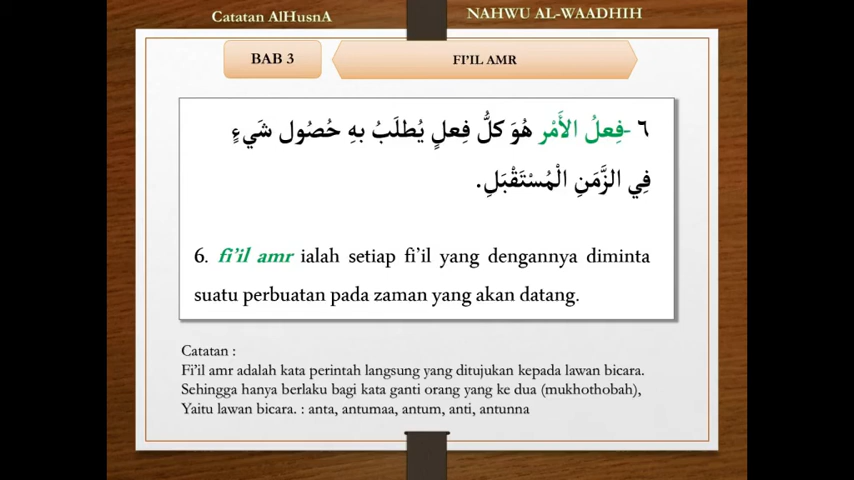 Catatan AlHusnA
NAHWU AL-WAADHIH
BAB 3
FI'IL AMR
٦ -فِعلُ الأَمْر هُوَ كلُّ فِعلٍ يُطلَبُ بهِ حُصُول شَيءٍ
فِي الزَّمَنِ الْمُسْتَقْبَلِ.
6. fi'il amr ialah setiap fi'il yang dengannya diminta
suatu perbuatan pada zaman yang akan datang.
Catatan :
Fi'il amr adalah kata perintah langsung yang ditujukan kepada lawan bicara.
Sehingga hanya berlaku bagi kata ganti orang yang ke dua (mukhothobah),
Yaitu lawan bicara. : anta, antumaa, antum, anti, antunna